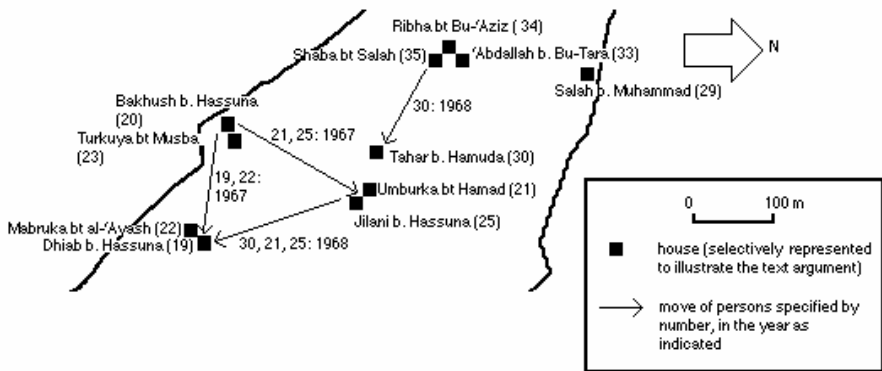 Ribha bt Bu-'Aziz ( 34)
Shaba bt Salah (35)
'Abdallah b. Bu-Tara (33)
N
Salah b. Muhammad (29)
Bakhush b. Hassuna
(20)
Turkuya bt Musba
(23)
21, 25: 1967
30: 1968
Tahar b. Hamuda (30)
19, 22:
1967
Umburka bt Hamad (21)
Jilani b. Hassuna (25)
Mabruka bt al-'Ayash (22)
Dhiab b. Hassuna (19)
30, 21, 25: 1968
0 100 m
house (selectively represented
to illustrate the text argument)
move of persons specified by
number, in the year as
indicated